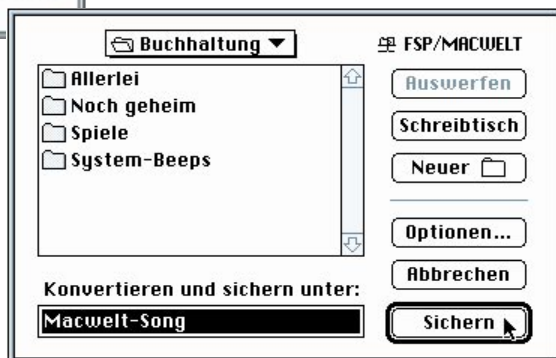 Buchhaltung
FSP/MACWELT
Allerlei
Noch geheim
Spiele
System-Beeps
Auswerfen
Schreibtisch
Neuer
Optionen...
Abbrechen
Konvertieren und sichern unter:
Macwelt-Song
Sichern